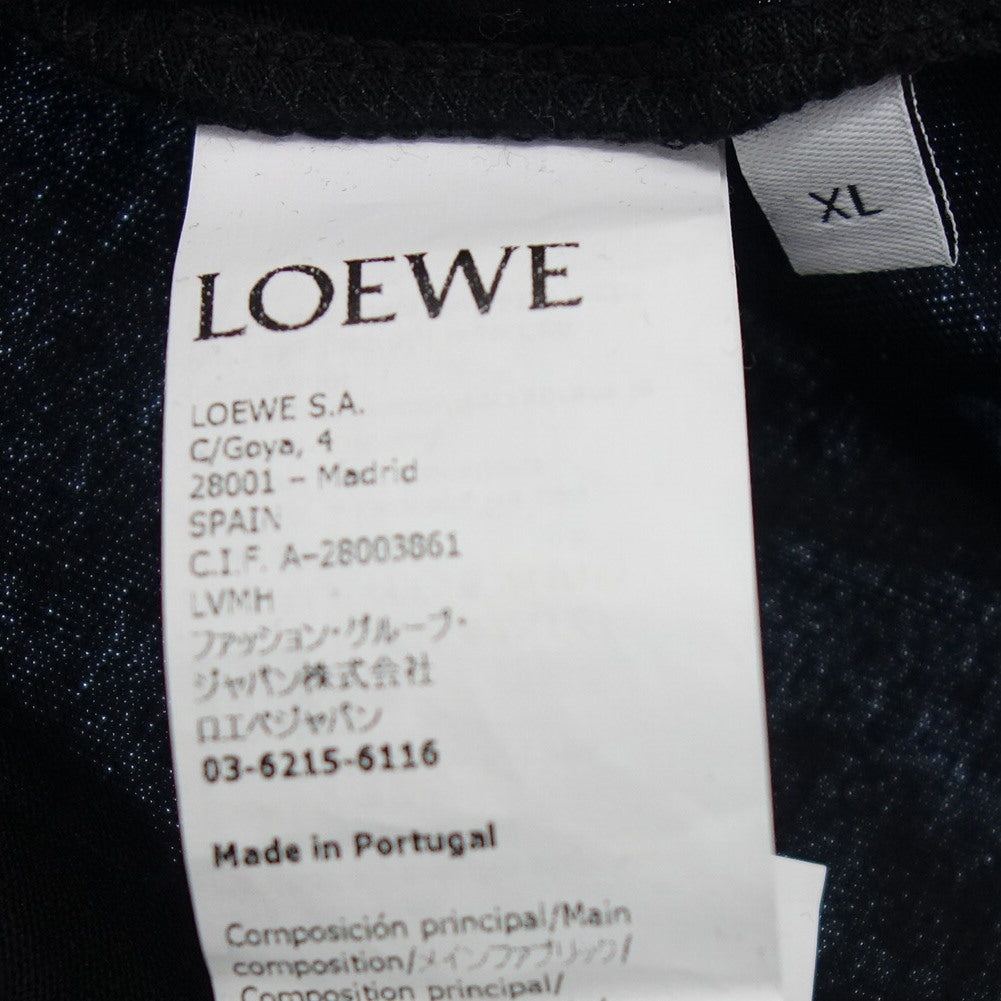 XL
LOEWE
LOEWE S.A.
C/Goya, 4
28001 - Madrid
SPAIN
C.I.F. A-28003861
LVMH
ファッション・グループ・
ジャパン株式会社
ロエベジャパン
03-6215-6116
Made in Portugal
Composición principal/Main
composition/メインファブリック/
Composition principal/